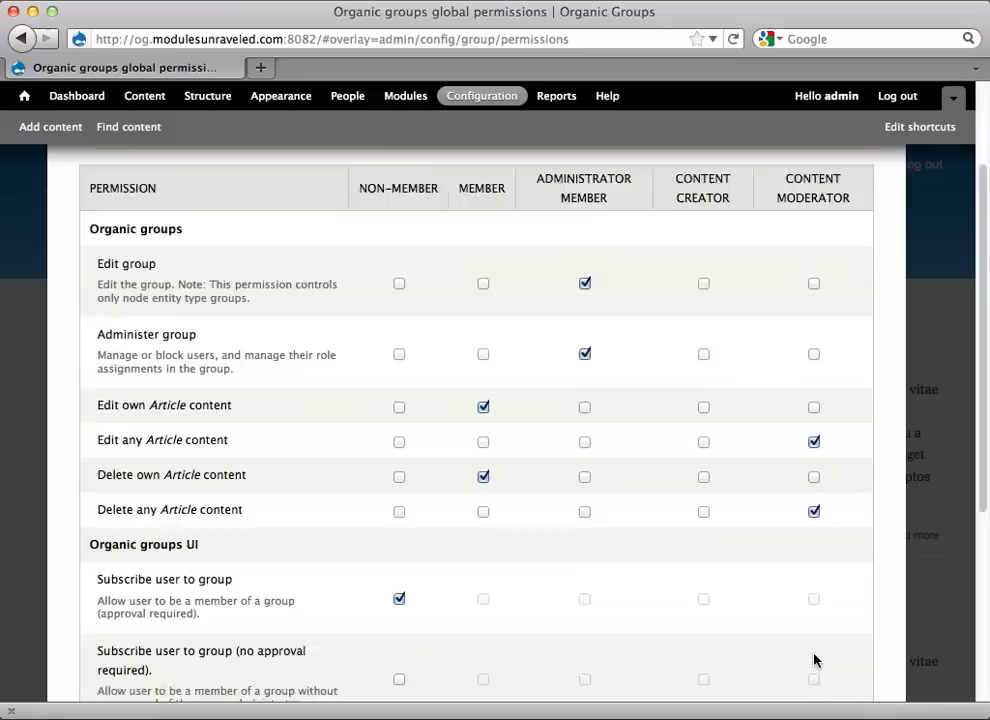 Organic groups global permissions | Organic Groups
http://og.modulesunraveled.com:8082/#overlay=admin/config/group/permissions
Google
Organic groups global permissi...
Dashboard Content Structure Appearance People Modules Configuration Reports Help Hello admin Log out
Add content Find content Edit shortcuts
og out
PERMISSION NON-MEMBER MEMBER ADMINISTRATOR MEMBER CONTENT CREATOR CONTENT MODERATOR
Organic groups
Edit group
Edit the group. Note: This permission controls
only node entity type groups.
Administer group
Manage or block users, and manage their role
assignments in the group.
vitae
Edit own Article content
u a
Edit any Article content
get
Delete own Article content
ptos
Delete any Article content
more
Organic groups UI
Subscribe user to group
Allow user to be a member of a group
(approval required).
Subscribe user to group (no approval
required).
vitae
Allow user to be a member of a group without